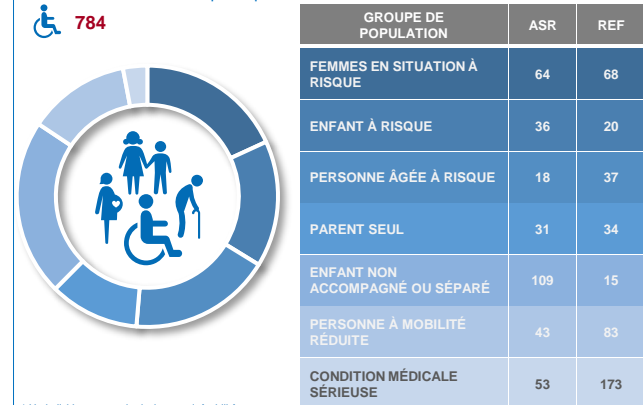 784
GROUPE DE
POPULATION
ASR
REF
FEMMES EN SITUATION À
RISQUE
64
68
ENFANT À RISQUE
36
20
PERSONNE ÂGÉE À RISQUE
18
37
PARENT SEUL
31
34
ENFANT NON
ACCOMPAGNÉ OU SÉPARÉ
109
15
PERSONNE À MOBILITÉ
RÉDUITE
43
83
CONDITION MÉDICALE
SÉRIEUSE
53
173